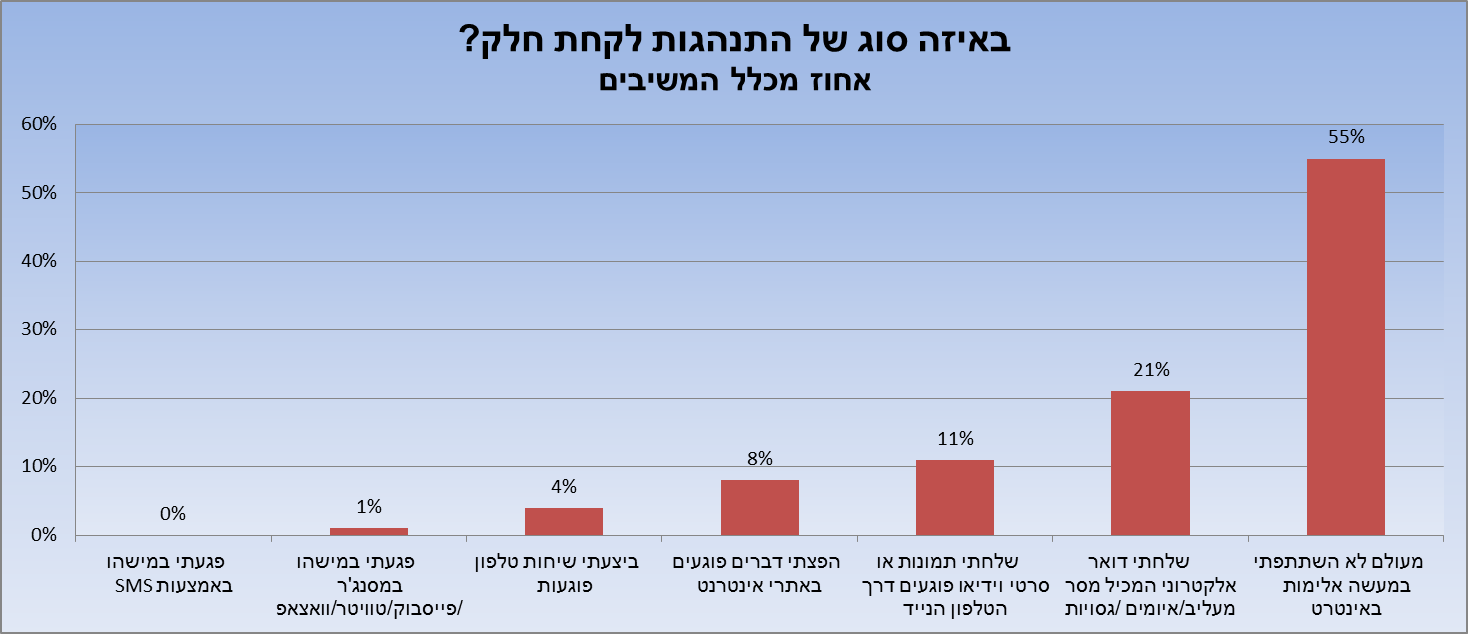 באיזה סוג של התנהגות לקחת חלק?
אחוז מכלל המשיבים
60%
50%
40%
30%
20%
10%
0%
55%
21%
11%
8%
4%
1%
0%
מעולם לא השתתפתי
במעשה אלימות
באינטרט
שלחתי דואר
אלקטרוני המכיל מסר
מעליב/איומים /גסויות
שלחתי תמונות או
סרטי וידיאו פוגעים דרך
הטלפון הנייד
הפצתי דברים פוגעים
באתרי אינטרנט
ביצעתי שיחות טלפון
פוגעות
פגעתי במישהו
במסנג'ר
/פייסבוק/טוויטר/וואצאפ
פגעתי במישהו
באמצעות SMS